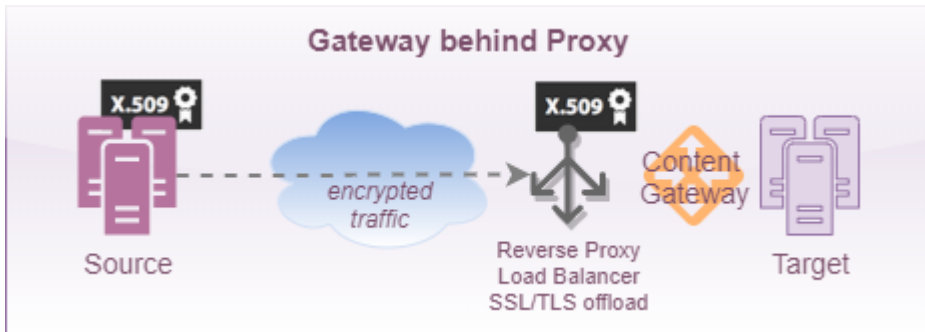 Gateway behind Proxy
X.509
X.509
encrypted
traffic
Content
Gateway
Reverse Proxy
Load Balancer
SSL/TLS offload
Source
Target